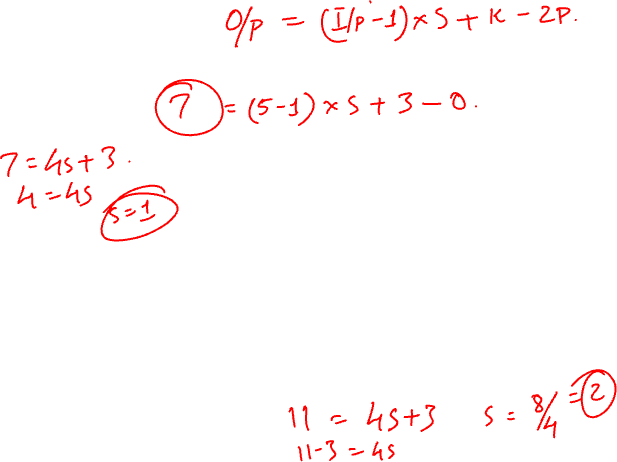 O/p = (I/p - 1) × S + K - 2P.
7 = (5-1) × S + 3 - 0.
7 = 4s + 3.
4 = 4s
s = 1
11 = 4s + 3 s = 8/4 = 2
11 - 3 = 4s